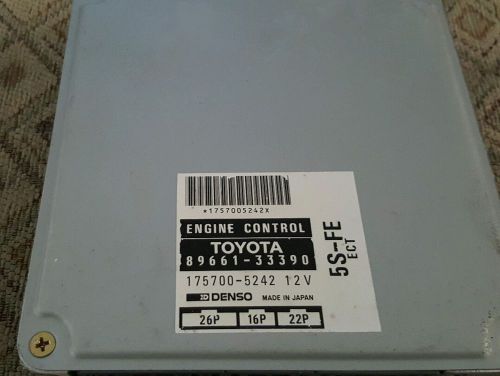 *1757005242X
ENGINE CONTROL
TOYOTA
89661-33390
175700-5242 12V
DENSO MADE IN JAPAN
26P 16P 22P
5S-FE
ECT